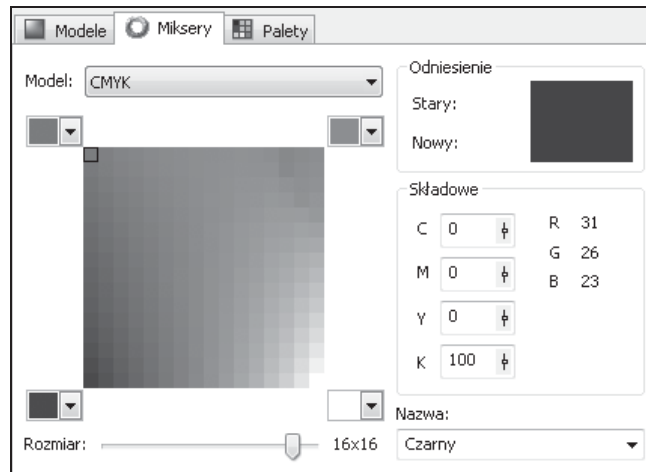 Modele Miksery Palety
Model: CMYK
Odniesienie
Stary:
Nowy:
Składowe
C 0 R 31
G 26
M 0 B 23
Y 0
K 100
Nazwa:
Rozmiar: 16x16 Czarny